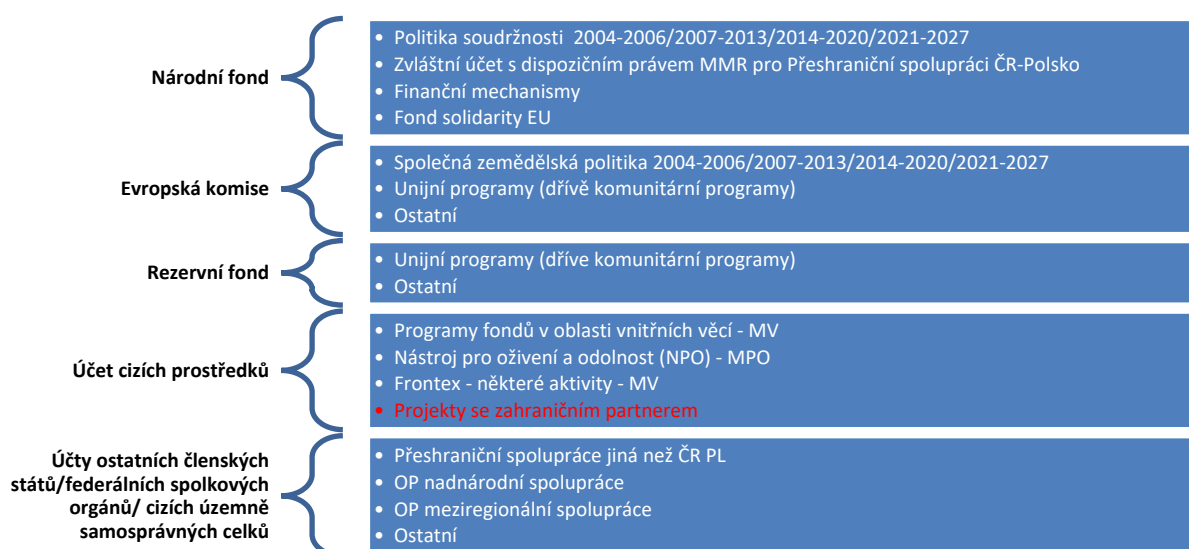 Národní fond
• Politika soudržnosti 2004-2006/2007-2013/2014-2020/2021-2027
• Zvláštní účet s dispozičním právem MMR pro Přeshraniční spolupráci ČR-Polsko
• Finanční mechanismy
• Fond solidarity EU
Evropská komise
• Společná zemědělská politika 2004-2006/2007-2013/2014-2020/2021-2027
• Unijní programy (dřívě komunitární programy)
• Ostatní
Rezervní fond
• Unijní programy (dříve komunitární programy)
• Ostatní
Účet cizích prostředků
• Programy fondů v oblasti vnitřních věcí - MV
• Nástroj pro oživení a odolnost (NPO) - MPO
• Frontex - některé aktivity - MV
• Projekty se zahraničním partnerem
Účty ostatních členských
států/federálních spolkových
orgánů/ cizích územně
samosprávných celků
• Přeshraniční spolupráce jiná než ČR PL
• OP nadnárodní spolupráce
• OP meziregionální spolupráce
• Ostatní